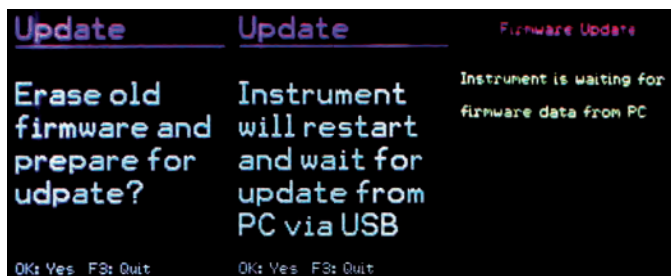 Update
Erase old
firmware and
prepare for
udpate?
OK: Yes F3: Quit
Update
Instrument
will restart
and wait for
update from
PC via USB
OK: Yes F3: Quit
Firmware Update
Instrument is waiting for
firmware data from PC